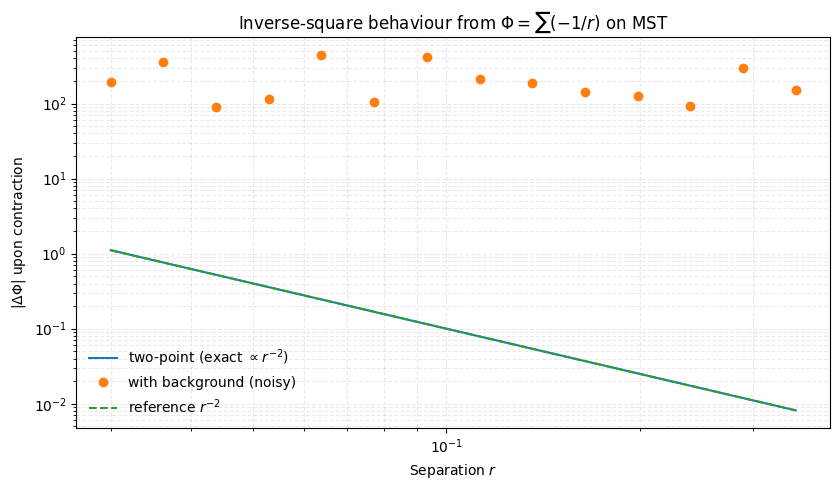 Inverse-square behaviour from Φ = ∑(−1/r) on MST
|ΔΦ| upon contraction
10²
10¹
10⁰
10⁻¹
10⁻²
two-point (exact ∝ r⁻²)
with background (noisy)
reference r⁻²
10⁻¹
Separation r